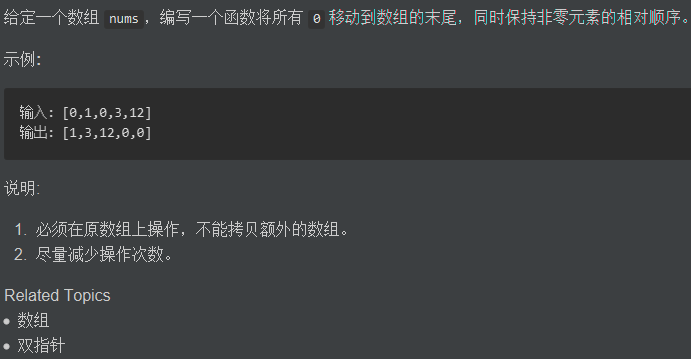 给定一个数组 nums，编写一个函数将所有 0 移动到数组的末尾，同时保持非零元素的相对顺序。
示例:
输入: [0,1,0,3,12]
输出: [1,3,12,0,0]
说明:
1. 必须在原数组上操作，不能拷贝额外的数组。
2. 尽量减少操作次数。
Related Topics
● 数组
● 双指针